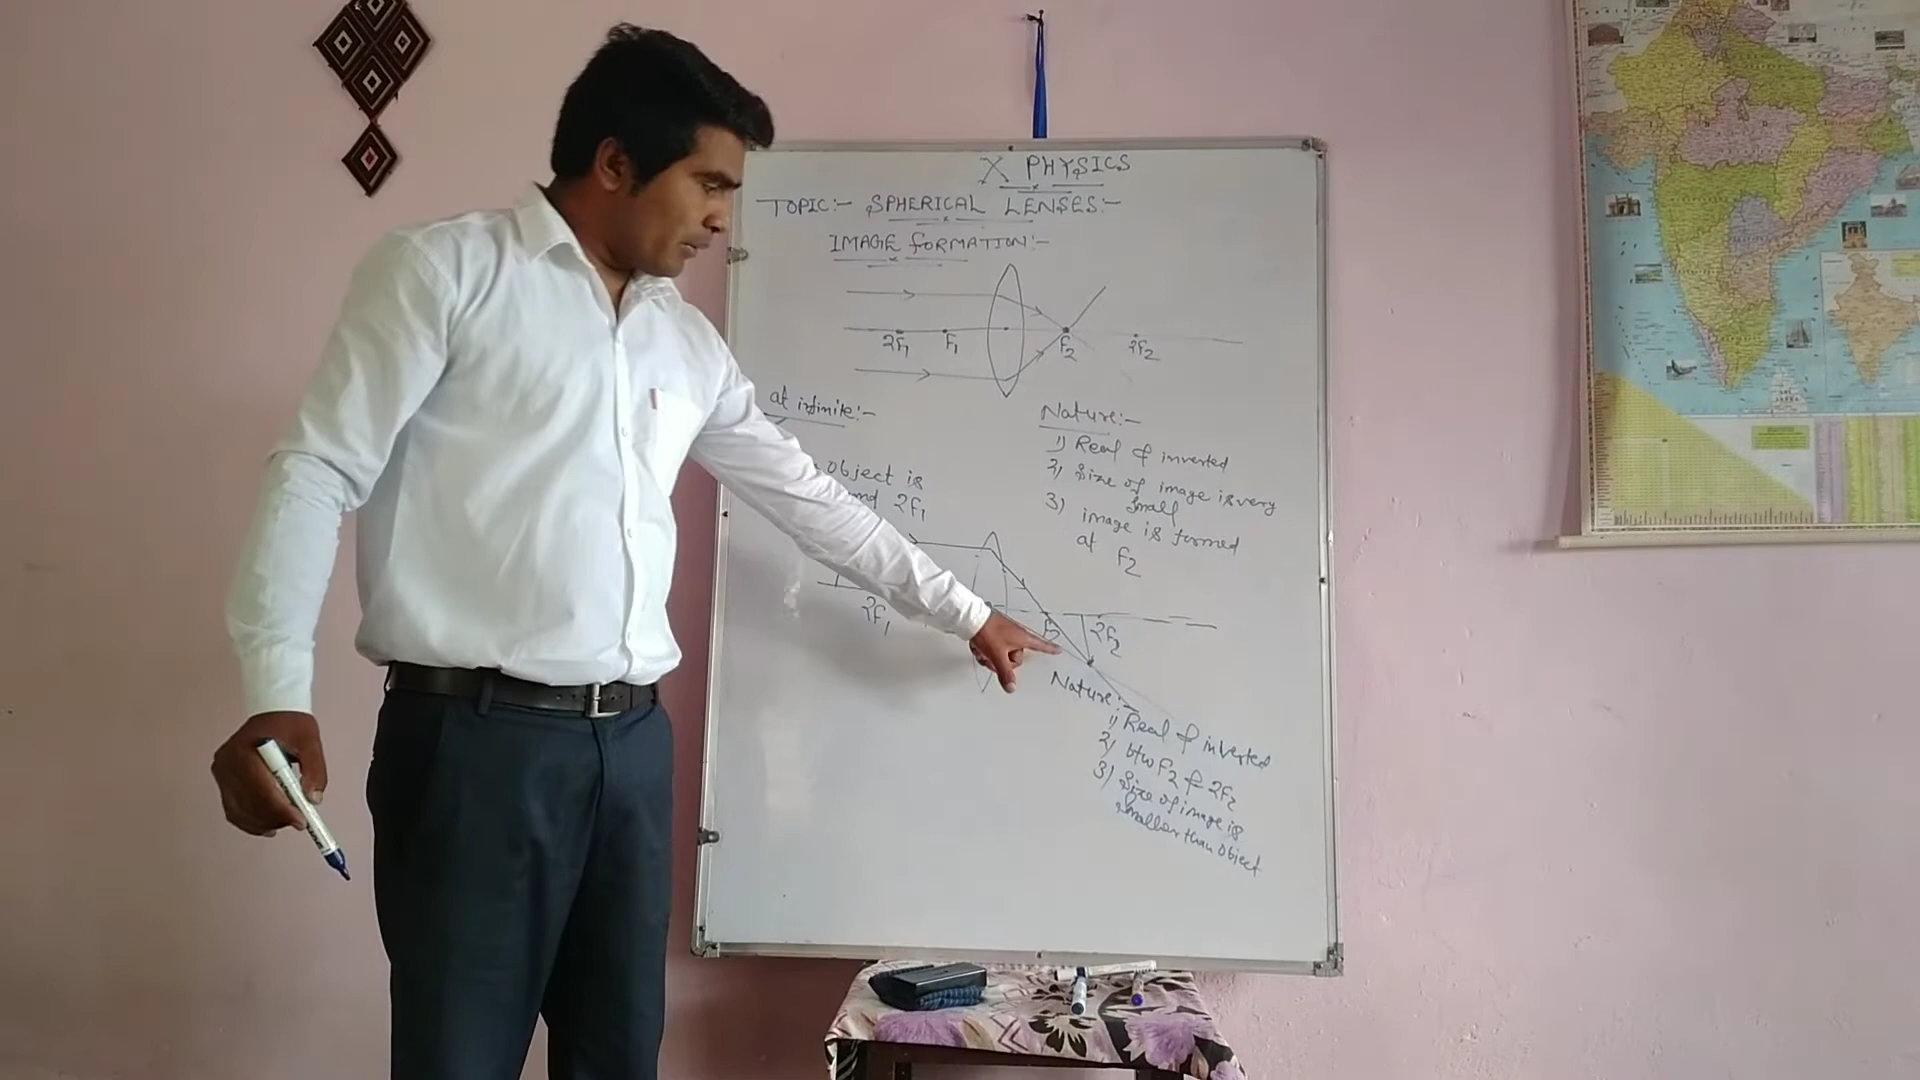 X PHYSICS
TOPIC:- SPHERICAL LENSES:-
IMAGE FORMATION:-
2F1 F1 F2 2F2
at infinite:-
Object is
2F1
2F1 F2 2F2
Nature:-
1) Real & inverted
2) Size of image is very
small
3) image is formed
at F2
Nature:-
1) Real & inverted
2) btw F2 & 2F2
3) Size of image is
smaller than object